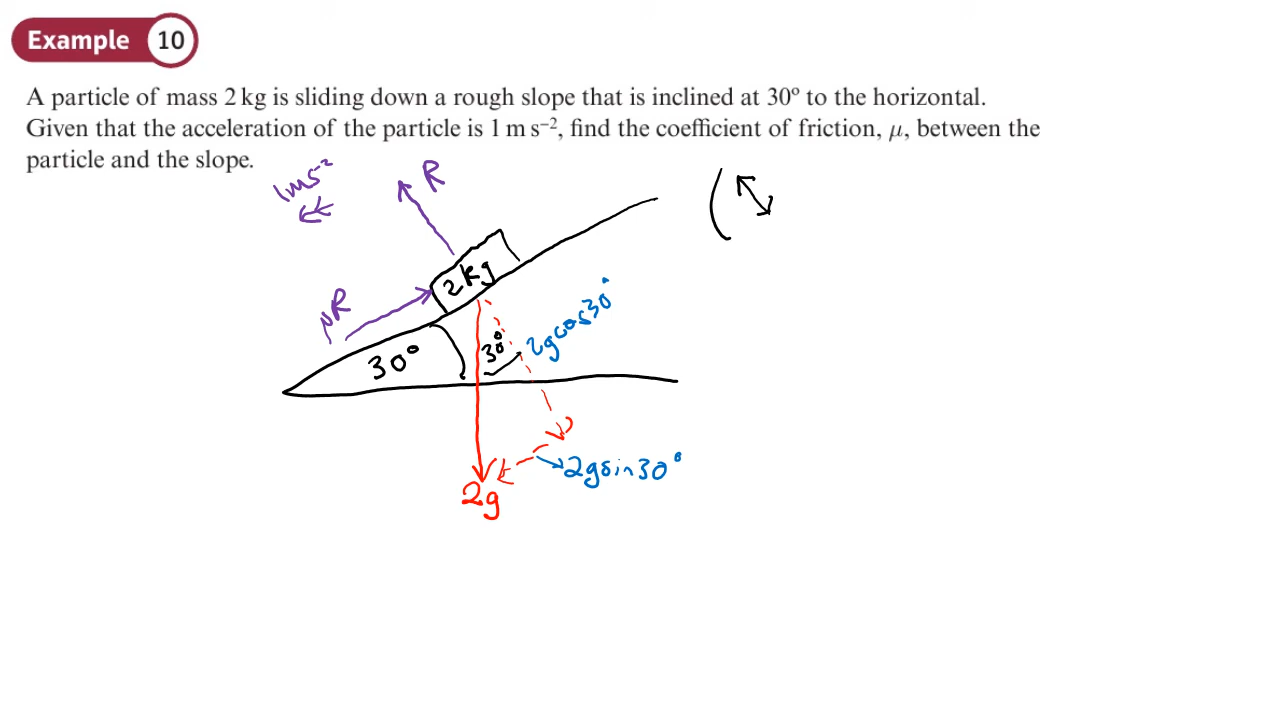 Example 10
A particle of mass 2 kg is sliding down a rough slope that is inclined at 30º to the horizontal.
Given that the acceleration of the particle is 1 m s⁻², find the coefficient of friction, μ, between the
particle and the slope.
1ms⁻²
R
2kg
μR
30°
30°
2gcos30°
2gsin30°
2g
(